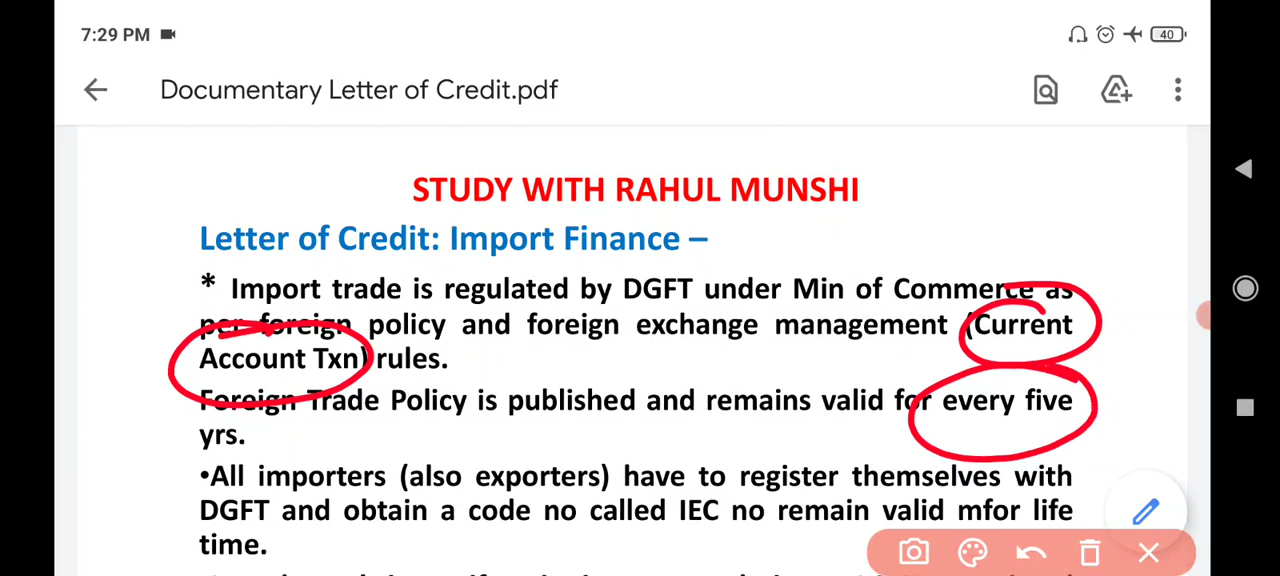 7:29 PM
40
Documentary Letter of Credit.pdf
STUDY WITH RAHUL MUNSHI
Letter of Credit: Import Finance –
* Import trade is regulated by DGFT under Min of Commerce as
per foreign policy and foreign exchange management (Current
Account Txn) rules.
Foreign Trade Policy is published and remains valid for every five
yrs.
•All importers (also exporters) have to register themselves with
DGFT and obtain a code no called IEC no remain valid mfor life
time.